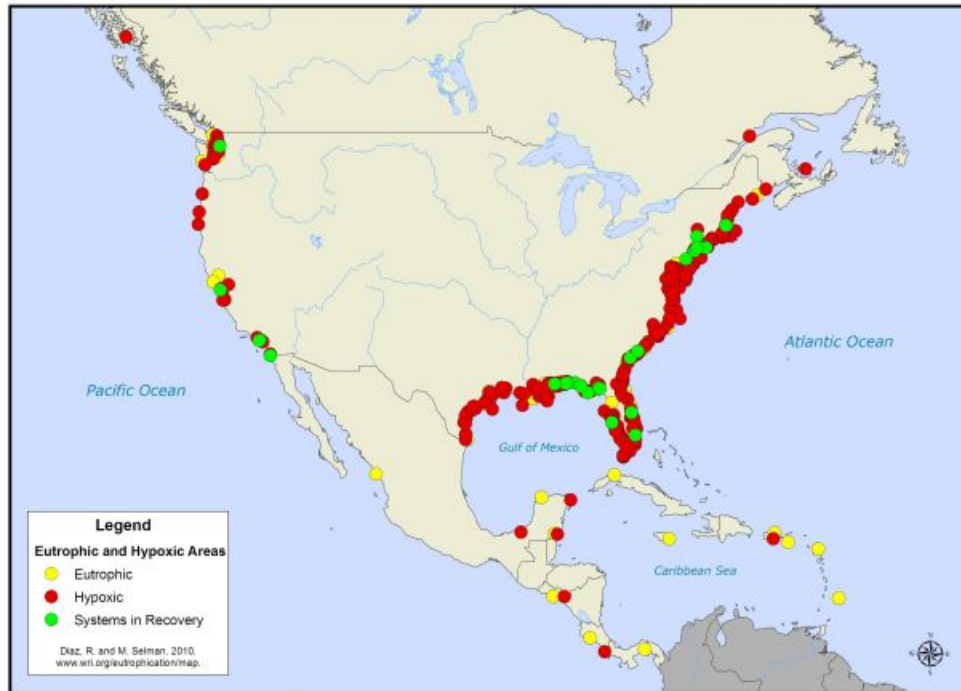 Pacific Ocean
Atlantic Ocean
Gulf of Mexico
Caribbean Sea
Legend
Eutrophic and Hypoxic Areas
Eutrophic
Hypoxic
Systems in Recovery
Diaz, R. and M. Selman. 2010.
www.wri.org/eutrophication/map.
N